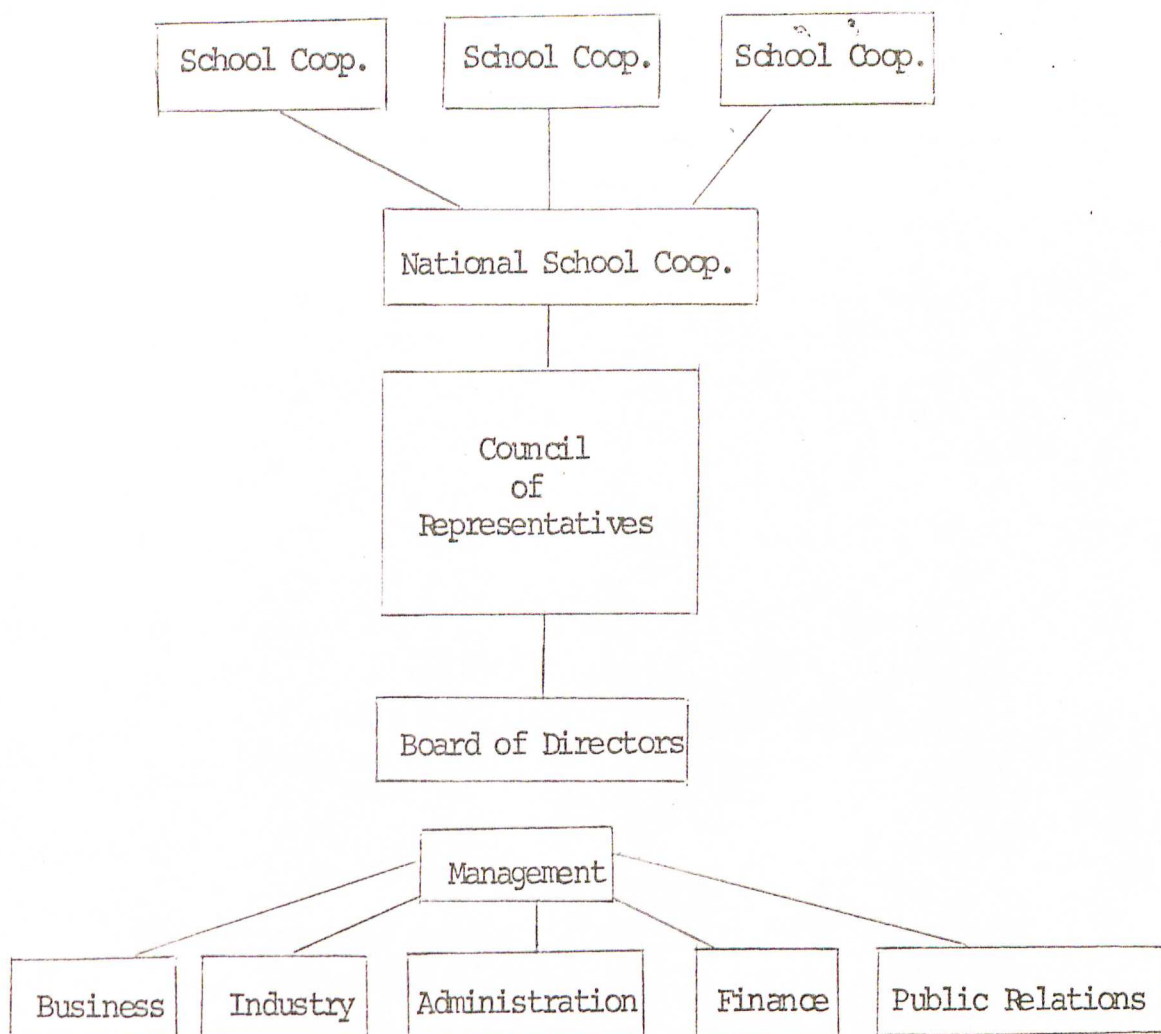 School Coop.
School Coop.
School Coop.
National School Coop.
Council
of
Representatives
Board of Directors
Management
Business
Industry
Administration
Finance
Public Relations